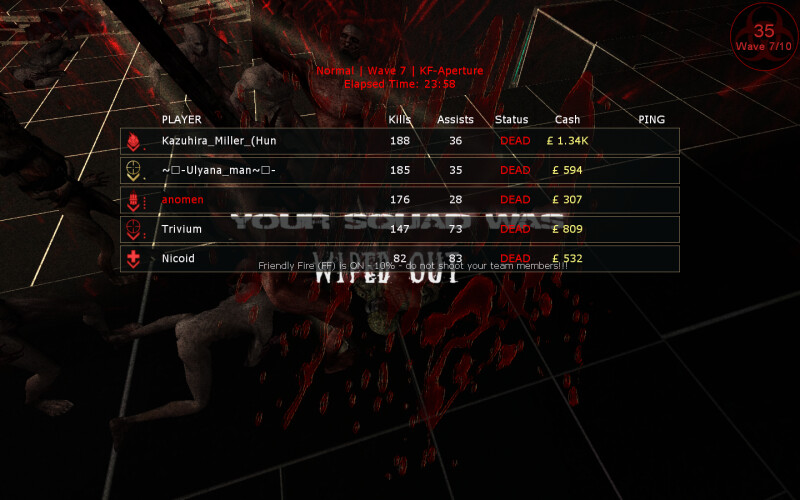 35
Wave 7/10
Normal | Wave 7 | KF-Aperture
Elapsed Time: 23:58
PLAYER Kills Assists Status Cash PING
Kazuhira_Miller_(Hun 188 36 DEAD £ 1.34K
~□-Ulyana_man~□- 185 35 DEAD £ 594
anomen 176 28 DEAD £ 307
YOUR SQUAD WAS
Trivium 147 73 DEAD £ 809
Nicoid 82 83 DEAD £ 532
Friendly Fire (FF) is ON - 10% - do not shoot your team members!!!
WIPED OUT